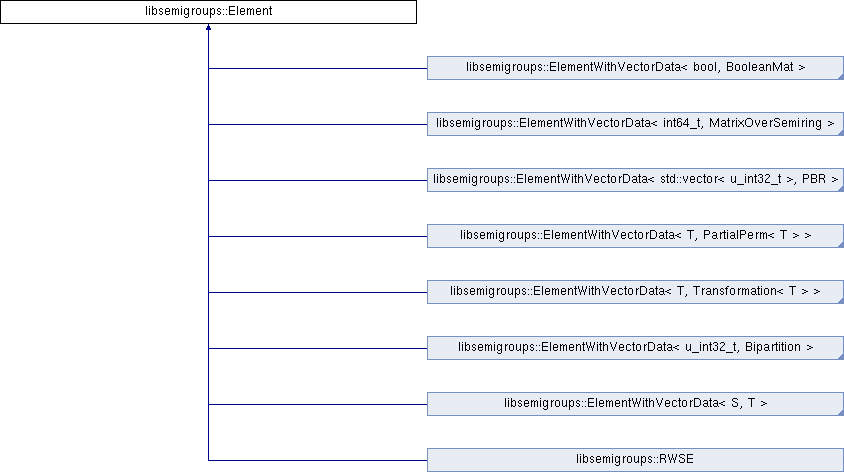 libsemigroups::Element
libsemigroups::ElementWithVectorData< bool, BooleanMat >
libsemigroups::ElementWithVectorData< int64_t, MatrixOverSemiring >
libsemigroups::ElementWithVectorData< std::vector< u_int32_t >, PBR >
libsemigroups::ElementWithVectorData< T, PartialPerm< T > >
libsemigroups::ElementWithVectorData< T, Transformation< T > >
libsemigroups::ElementWithVectorData< u_int32_t, Bipartition >
libsemigroups::ElementWithVectorData< S, T >
libsemigroups::RWSE